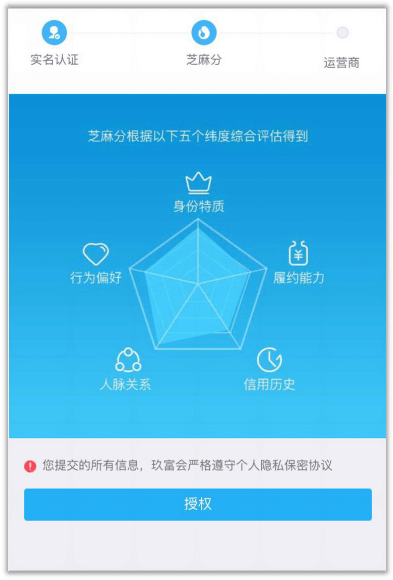 实名认证
芝麻分
运营商
芝麻分根据以下五个纬度综合评估得到
身份特质
行为偏好
履约能力
人脉关系
信用历史
您提交的所有信息，玖富会严格遵守个人隐私保密协议
授权